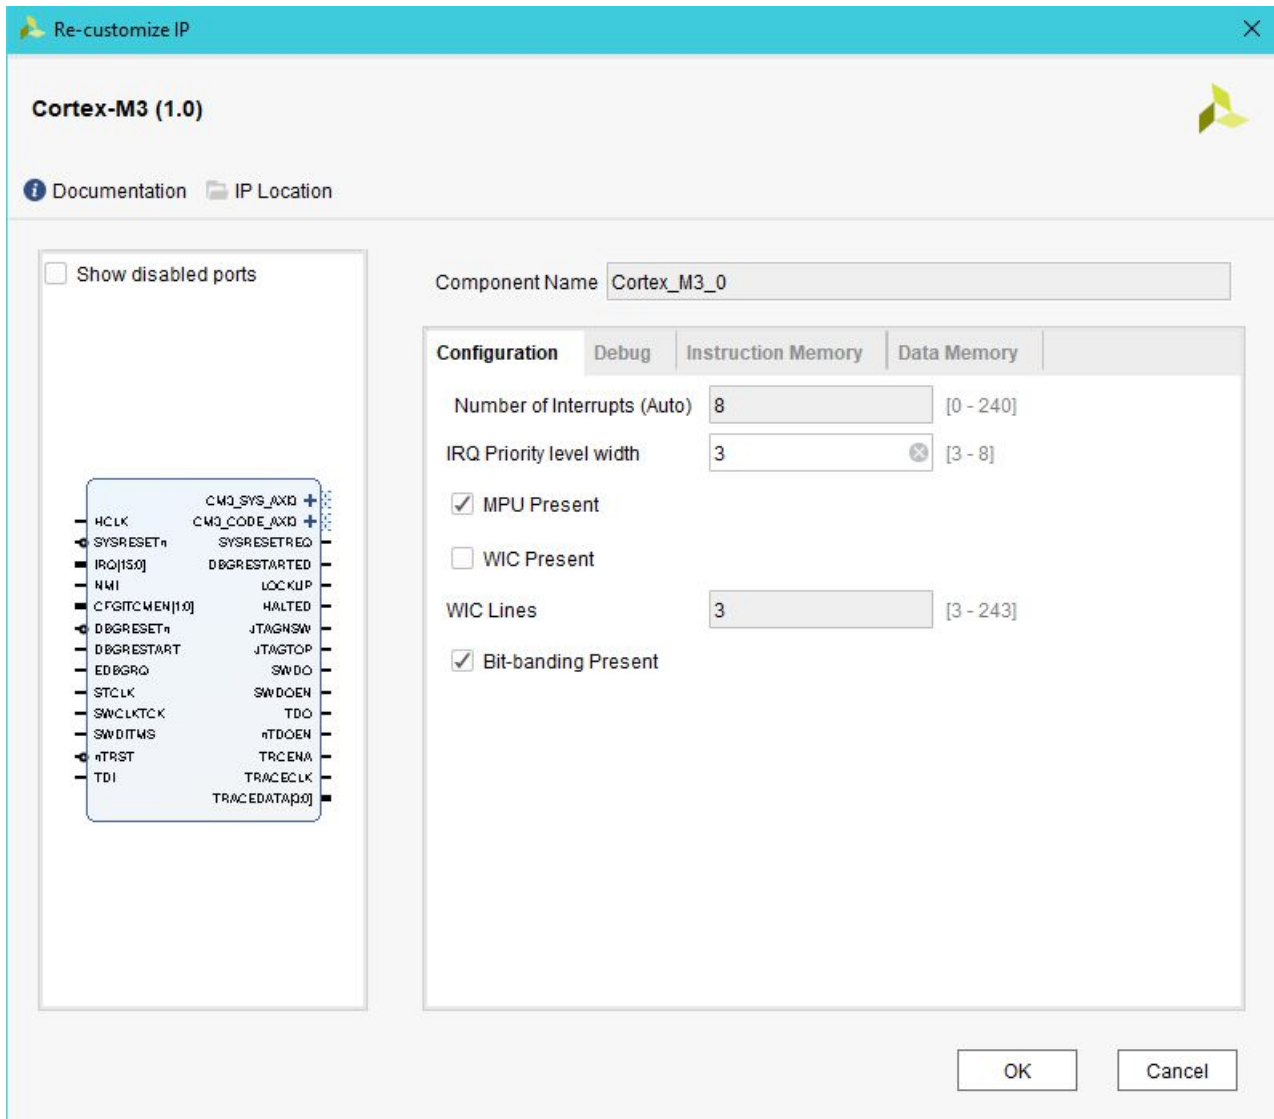 Re-customize IP
Cortex-M3 (1.0)
Documentation IP Location
Show disabled ports
CM3_SYS_AXI3
HCLK CM3_CODE_AXI3
SYSRESETn SYSRESETREQ
IRQ[15:0] DBGRESTARTED
NMI LOCKUP
CFGITCMEN[1:0] HALTED
DBGRESETn JTAGNSW
DBGRESTART JTAGTOP
EDBGRQ SWDO
STCLK SWDOEN
SWCLKTCK TDO
SWDITMS nTDOEN
nTRST TRCENA
TDI TRACECLK
TRACEDATA[3:0]
Component Name Cortex_M3_0
Configuration Debug Instruction Memory Data Memory
Number of Interrupts (Auto) 8 [0 - 240]
IRQ Priority level width 3 [3 - 8]
MPU Present
WIC Present
WIC Lines 3 [3 - 243]
Bit-banding Present
OK Cancel